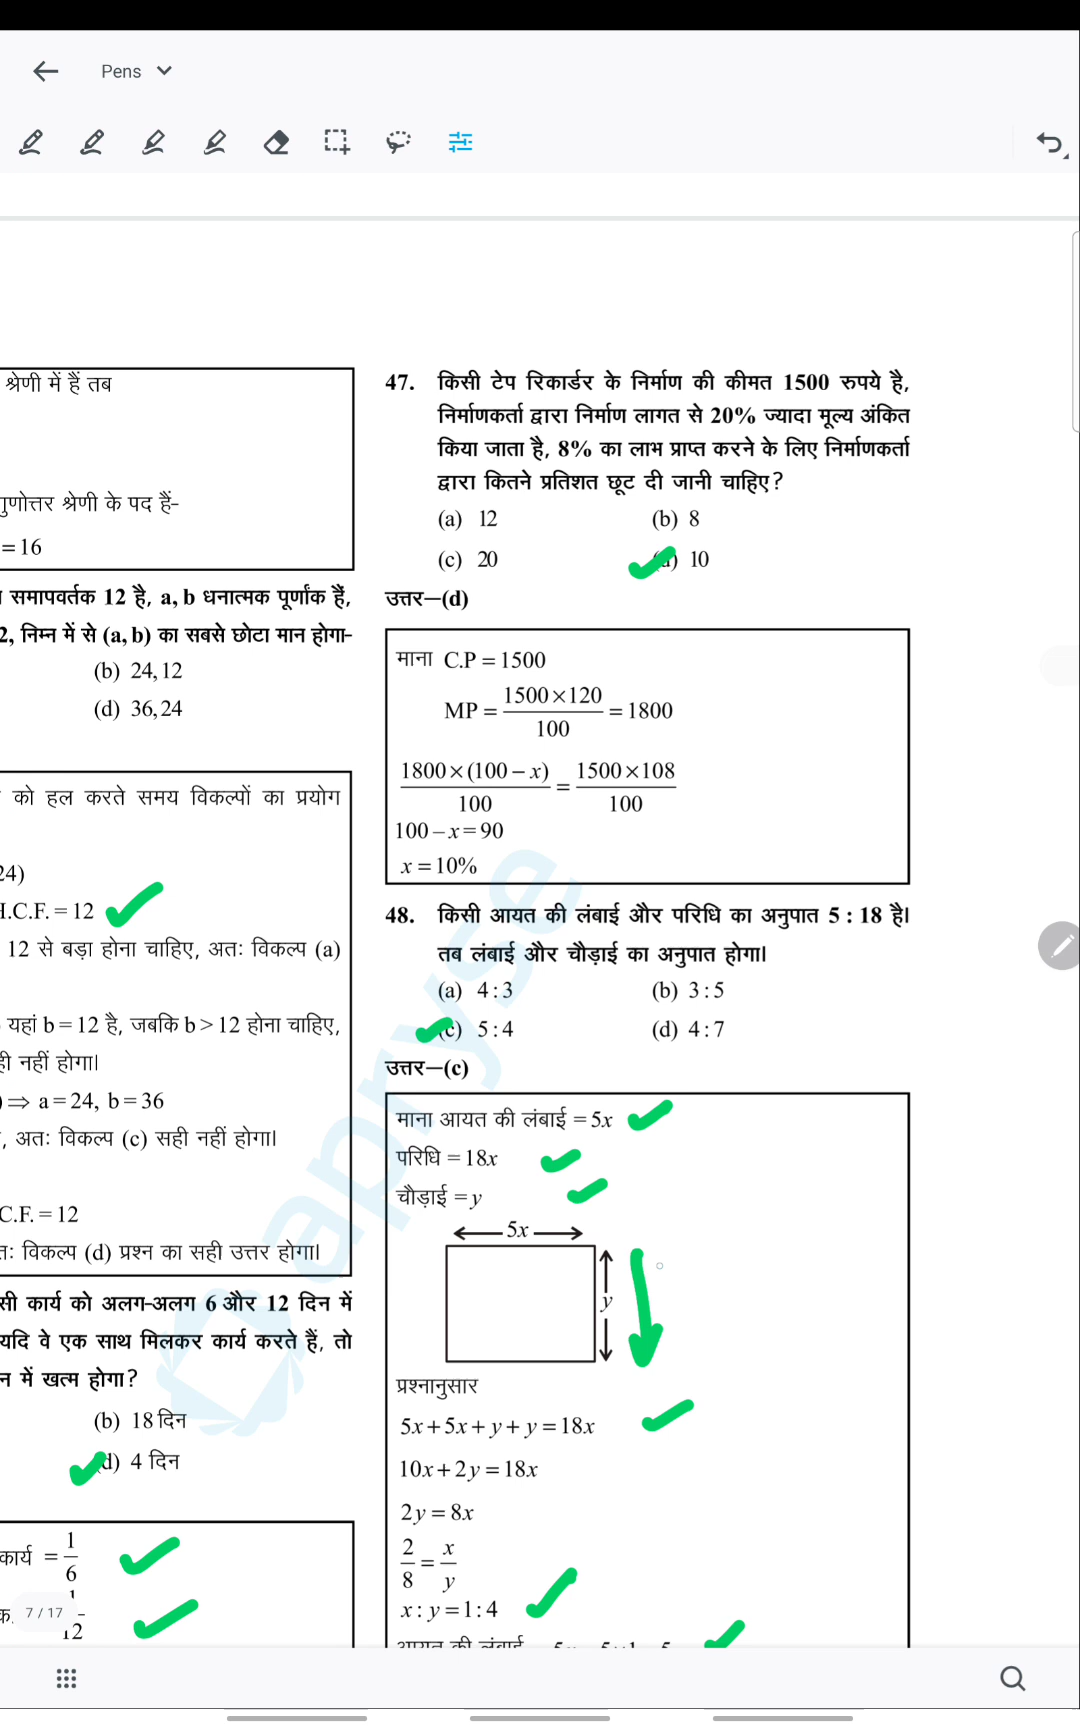 Pens
श्रेणी में हैं तब
गुणोत्तर श्रेणी के पद हैं-
=16
समापवर्तक 12 है, a, b धनात्मक पूर्णांक हैं,
2, निम्न में से (a, b) का सबसे छोटा मान होगा-
(b) 24, 12
(d) 36, 24
को हल करते समय विकल्पों का प्रयोग
24)
H.C.F. = 12
12 से बड़ा होना चाहिए, अतः विकल्प (a)
यहां b = 12 है, जबकि b > 12 होना चाहिए,
ही नहीं होगा।
⇒ a = 24, b = 36
, अतः विकल्प (c) सही नहीं होगा।
C.F. = 12
तः विकल्प (d) प्रश्न का सही उत्तर होगा।
सी कार्य को अलग-अलग 6 और 12 दिन में
यदि वे एक साथ मिलकर कार्य करते हैं, तो
न में खत्म होगा?
(b) 18 दिन
(d) 4 दिन
कार्य = 1/6
1/12
7 / 17
47. किसी टेप रिकार्डर के निर्माण की कीमत 1500 रुपये है,
निर्माणकर्ता द्वारा निर्माण लागत से 20% ज्यादा मूल्य अंकित
किया जाता है, 8% का लाभ प्राप्त करने के लिए निर्माणकर्ता
द्वारा कितने प्रतिशत छूट दी जानी चाहिए?
(a) 12 (b) 8
(c) 20 (d) 10
उत्तर—(d)
माना C.P = 1500
MP = 1500×120/100 = 1800
1800×(100−x)/100 = 1500×108/100
100−x=90
x=10%
48. किसी आयत की लंबाई और परिधि का अनुपात 5 : 18 है।
तब लंबाई और चौड़ाई का अनुपात होगा।
(a) 4:3 (b) 3:5
(c) 5:4 (d) 4:7
उत्तर—(c)
माना आयत की लंबाई = 5x
परिधि = 18x
चौड़ाई = y
5x
y
प्रश्नानुसार
5x+5x+y+y=18x
10x+2y=18x
2y=8x
2/8 = x/y
x:y=1:4
आयत की लंबाई
apryse